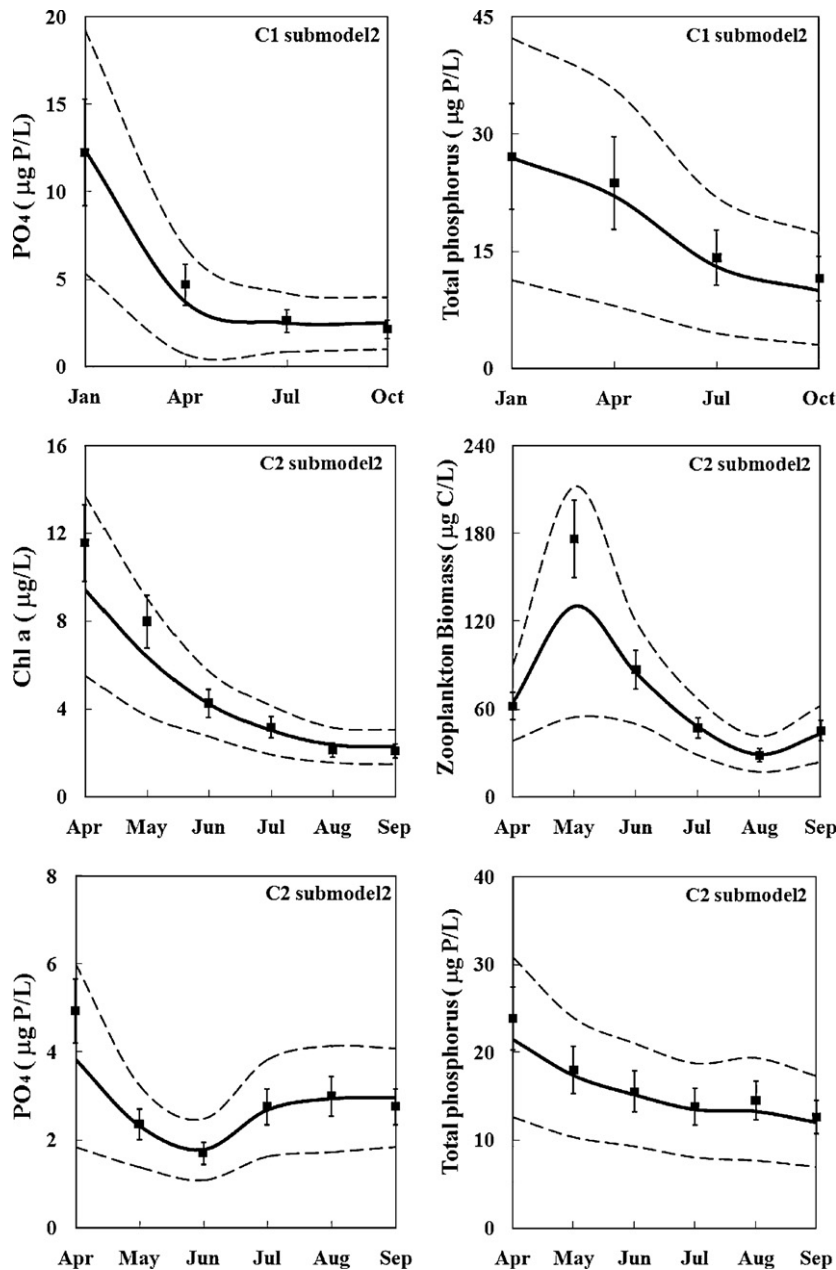 20
15
10
5
0
PO4 ( µg P/L)
C1 submodel2
Jan Apr Jul Oct
45
30
15
0
Total phosphorus ( µg P/L)
C1 submodel2
Jan Apr Jul Oct
16
12
8
4
0
Chl a ( µg/L)
C2 submodel2
Apr May Jun Jul Aug Sep
240
180
120
60
0
Zooplankton Biomass ( µg C/L)
C2 submodel2
Apr May Jun Jul Aug Sep
8
6
4
2
0
PO4 ( µg P/L)
C2 submodel2
Apr May Jun Jul Aug Sep
40
30
20
10
0
Total phosphorus ( µg P/L)
C2 submodel2
Apr May Jun Jul Aug Sep